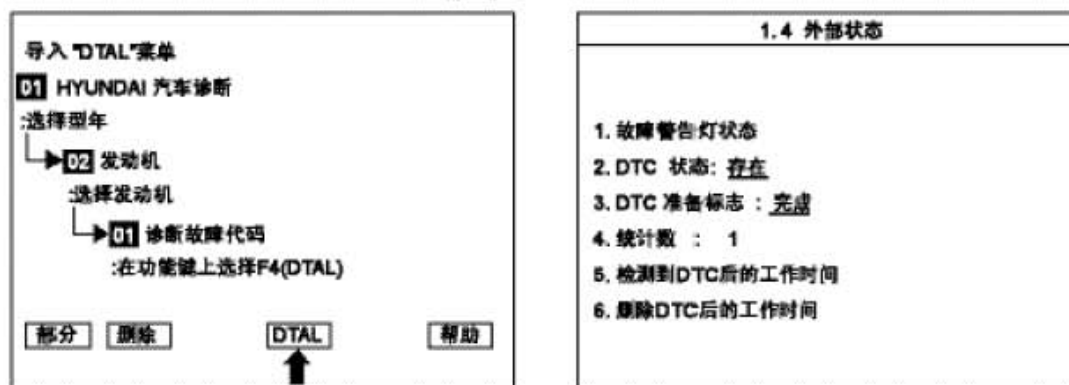 导入"DTAL"菜单
01 HYUNDAI 汽车诊断
:选择型年
02 发动机
:选择发动机
01 诊断故障代码
:在功能键上选择F4(DTAL)
部分 删除 DTAL 帮助
1.4 外部状态
1. 故障警告灯状态
2. DTC 状态: 存在
3. DTC 准备标志 : 完成
4. 统计数 : 1
5. 检测到DTC后的工作时间
6. 删除DTC后的工作时间